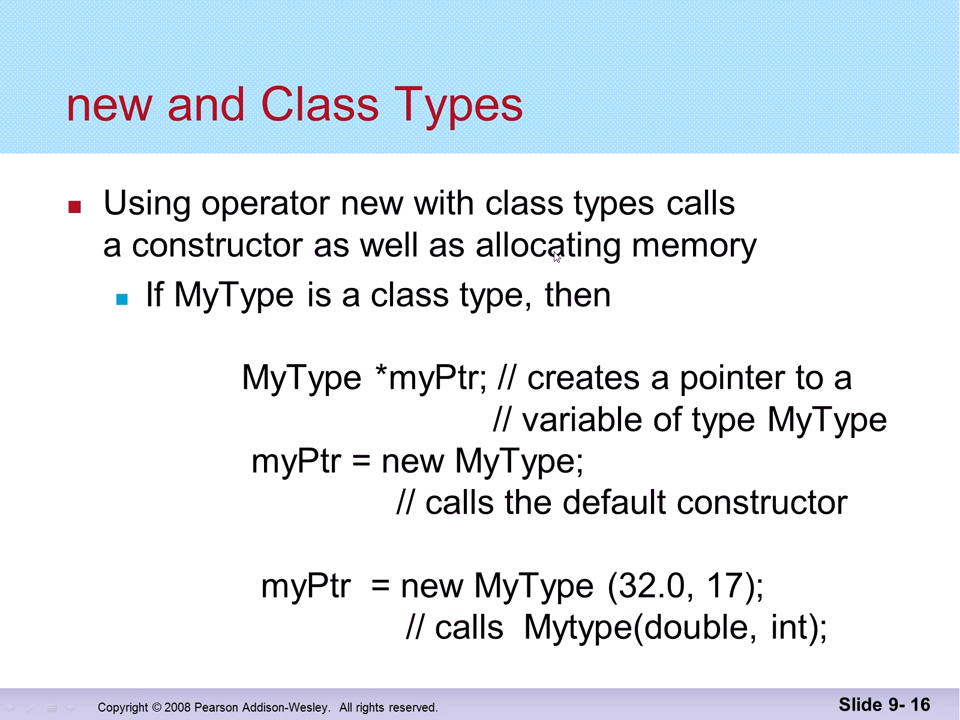 new and Class Types
Using operator new with class types calls
a constructor as well as allocating memory
If MyType is a class type, then
MyType *myPtr; // creates a pointer to a
// variable of type MyType
myPtr = new MyType;
// calls the default constructor
myPtr  = new MyType (32.0, 17);
// calls  Mytype(double, int);
Copyright © 2008 Pearson Addison-Wesley.  All rights reserved.
Slide 9- 16